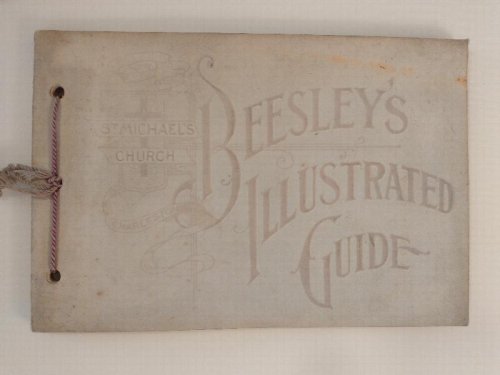 ST. MICHAEL'S
CHURCH
BEESLEY'S
ILLUSTRATED
GUIDE